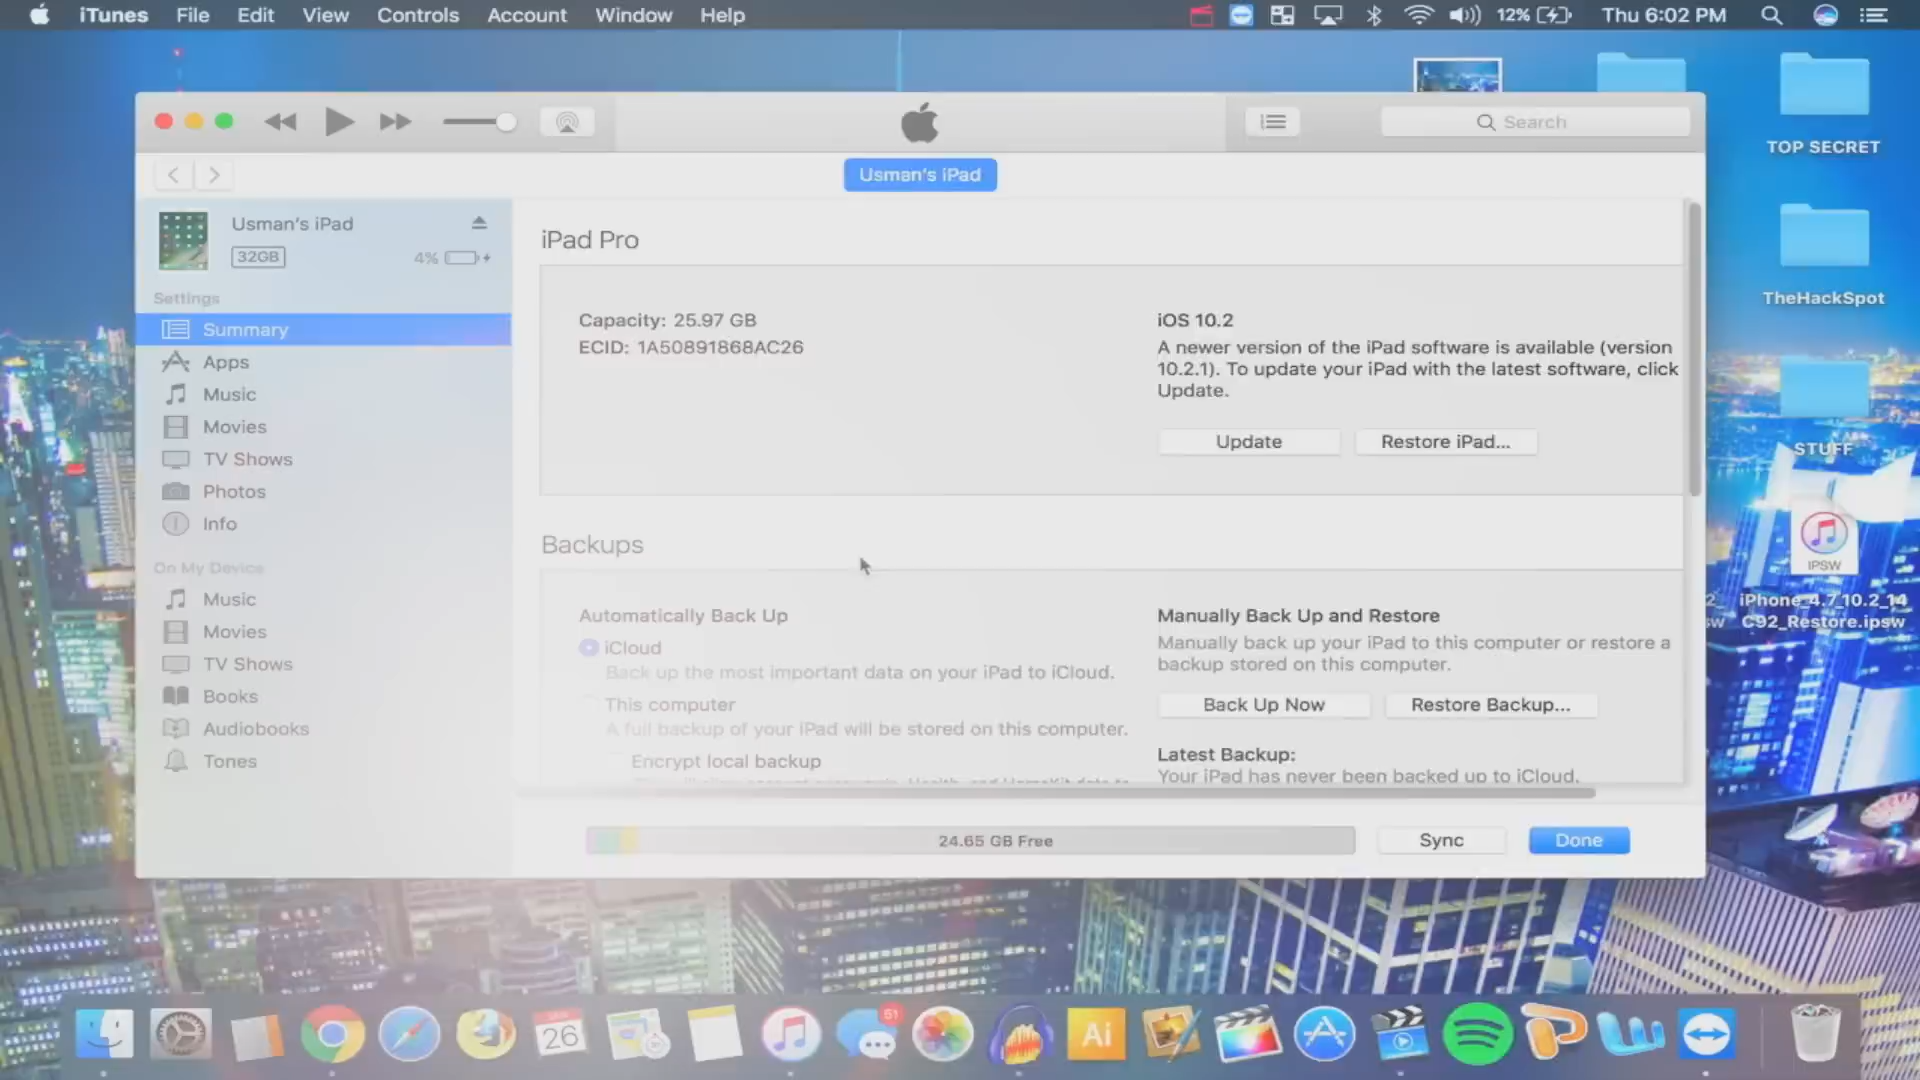 iTunes File Edit View Controls Account Window Help
12% Thu 6:02 PM
Search
TOP SECRET
Usman's iPad
Usman's iPad
32GB
4%
Settings
Summary
Apps
Music
Movies
TV Shows
Photos
Info
On My Device
Music
Movies
TV Shows
Books
Audiobooks
Tones
iPad Pro
Capacity: 25.97 GB
ECID: 1A50891868AC26
iOS 10.2
A newer version of the iPad software is available (version
10.2.1). To update your iPad with the latest software, click
Update.
Update Restore iPad...
Backups
Automatically Back Up
iCloud
Back up the most important data on your iPad to iCloud.
This computer
A full backup of your iPad will be stored on this computer.
Encrypt local backup
Manually Back Up and Restore
Manually back up your iPad to this computer or restore a
backup stored on this computer.
Back Up Now Restore Backup...
Latest Backup:
Your iPad has never been backed up to iCloud.
24.65 GB Free
Sync Done
TheHackSpot
STUFF
IPSW
iPhone_4.7_10.2_14
C92_Restore.ipsw
26
51
Ai